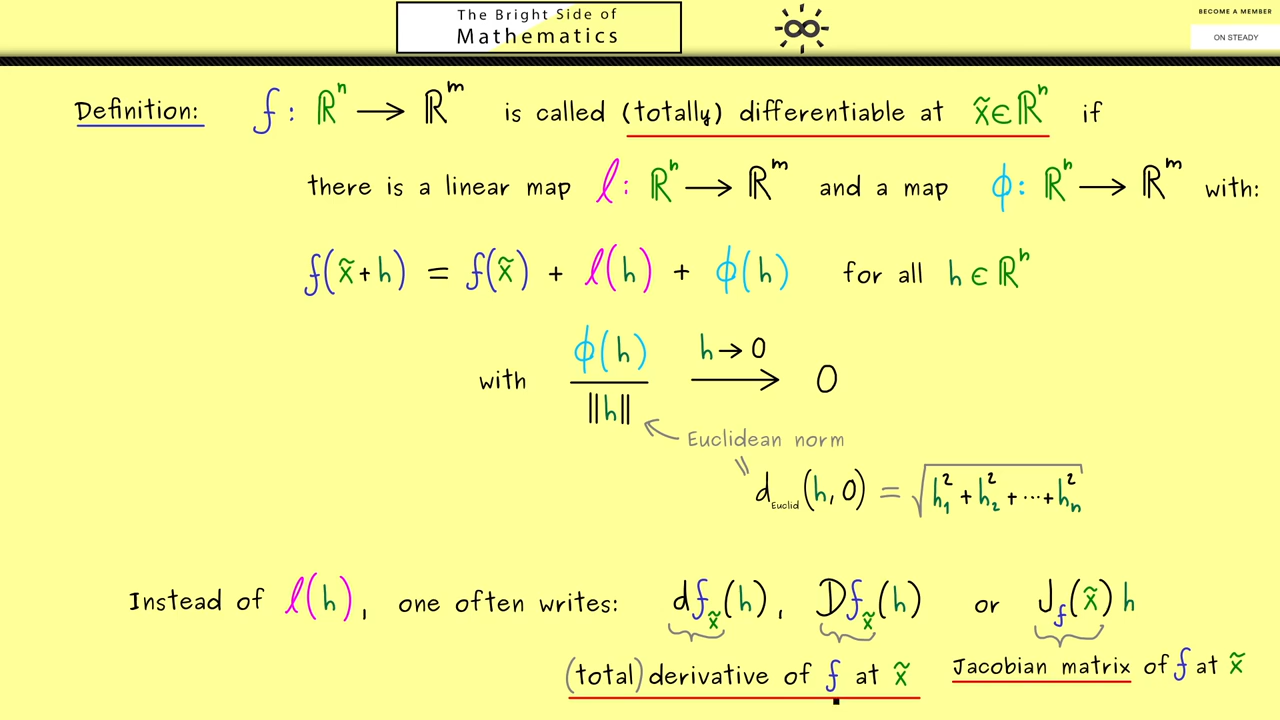 The Bright Side of
Mathematics
BECOME A MEMBER
ON STEADY
Definition: f: ℝⁿ → ℝᵐ is called (totally) differentiable at x̃∈ℝⁿ if
there is a linear map ℓ: ℝⁿ → ℝᵐ and a map ϕ: ℝⁿ → ℝᵐ with:
f(x̃+h) = f(x̃) + ℓ(h) + ϕ(h) for all h∈ℝⁿ
with ϕ(h)/||h|| h→0 → 0
Euclidean norm
d_Euclid(h,0) = √(h₁² + h₂² + ⋯ + hₙ²)
Instead of ℓ(h), one often writes: df_x̃(h), Df_x̃(h) or J_f(x̃)h
(total) derivative of f at x̃ Jacobian matrix of f at x̃